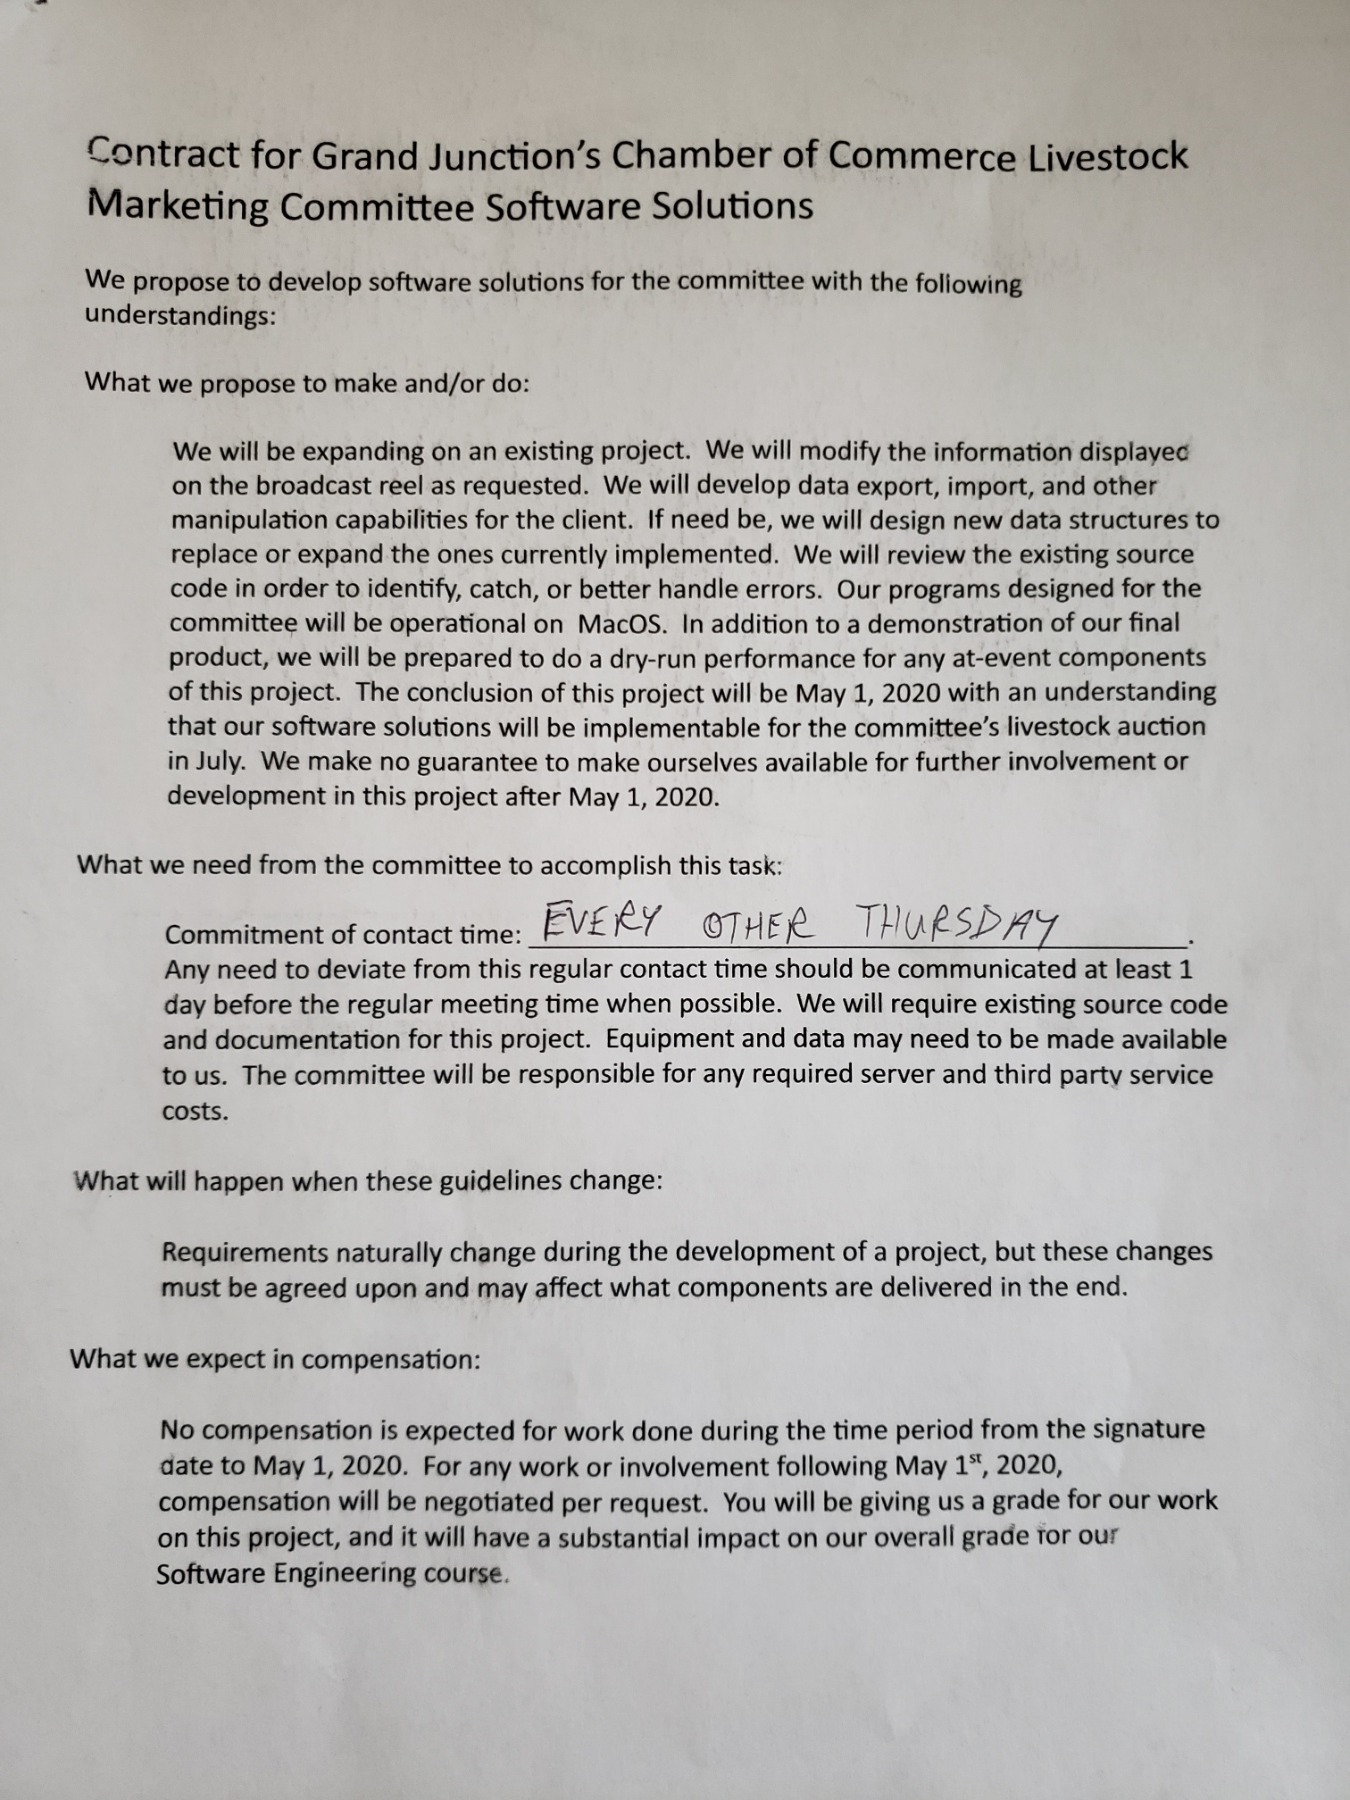 Contract for Grand Junction's Chamber of Commerce Livestock
Marketing Committee Software Solutions
We propose to develop software solutions for the committee with the following
understandings:
What we propose to make and/or do:
We will be expanding on an existing project. We will modify the information displayed
on the broadcast reel as requested. We will develop data export, import, and other
manipulation capabilities for the client. If need be, we will design new data structures to
replace or expand the ones currently implemented. We will review the existing source
code in order to identify, catch, or better handle errors. Our programs designed for the
committee will be operational on MacOS. In addition to a demonstration of our final
product, we will be prepared to do a dry-run performance for any at-event components
of this project. The conclusion of this project will be May 1, 2020 with an understanding
that our software solutions will be implementable for the committee's livestock auction
in July. We make no guarantee to make ourselves available for further involvement or
development in this project after May 1, 2020.
What we need from the committee to accomplish this task:
Commitment of contact time: EVERY OTHER THURSDAY.
Any need to deviate from this regular contact time should be communicated at least 1
day before the regular meeting time when possible. We will require existing source code
and documentation for this project. Equipment and data may need to be made available
to us. The committee will be responsible for any required server and third party service
costs.
What will happen when these guidelines change:
Requirements naturally change during the development of a project, but these changes
must be agreed upon and may affect what components are delivered in the end.
What we expect in compensation:
No compensation is expected for work done during the time period from the signature
date to May 1, 2020. For any work or involvement following May 1st, 2020,
compensation will be negotiated per request. You will be giving us a grade for our work
on this project, and it will have a substantial impact on our overall grade for our
Software Engineering course.